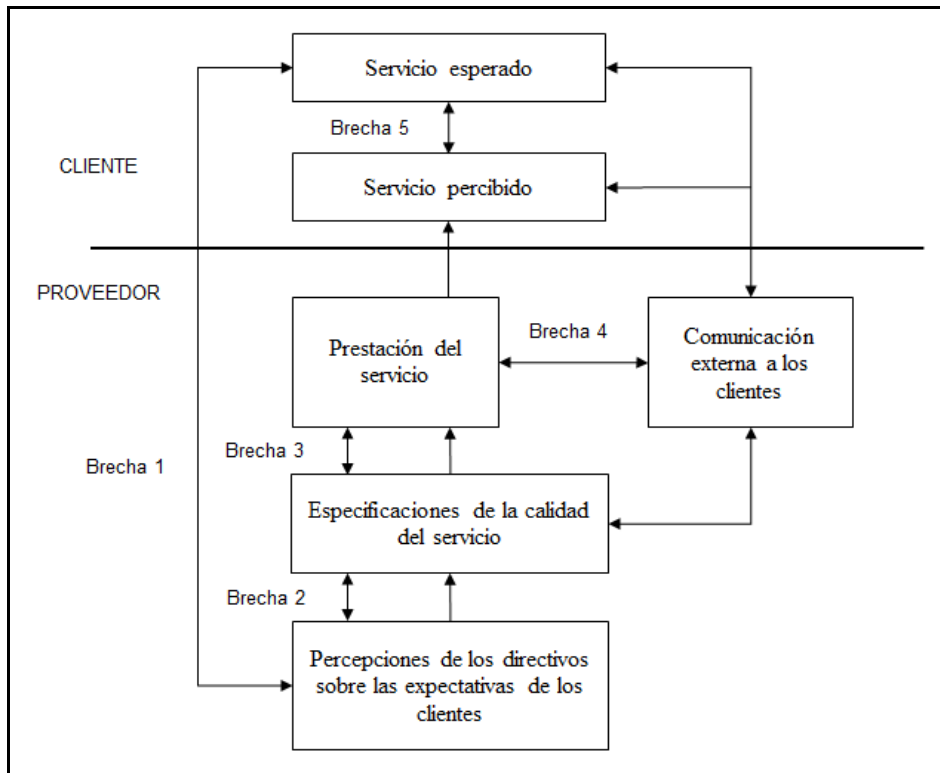 Servicio esperado
Brecha 5
CLIENTE
Servicio percibido
PROVEEDOR
Prestación del
servicio
Brecha 4
Comunicación
externa a los
clientes
Brecha 3
Brecha 1
Especificaciones de la calidad
del servicio
Brecha 2
Percepciones de los directivos
sobre las expectativas de los
clientes